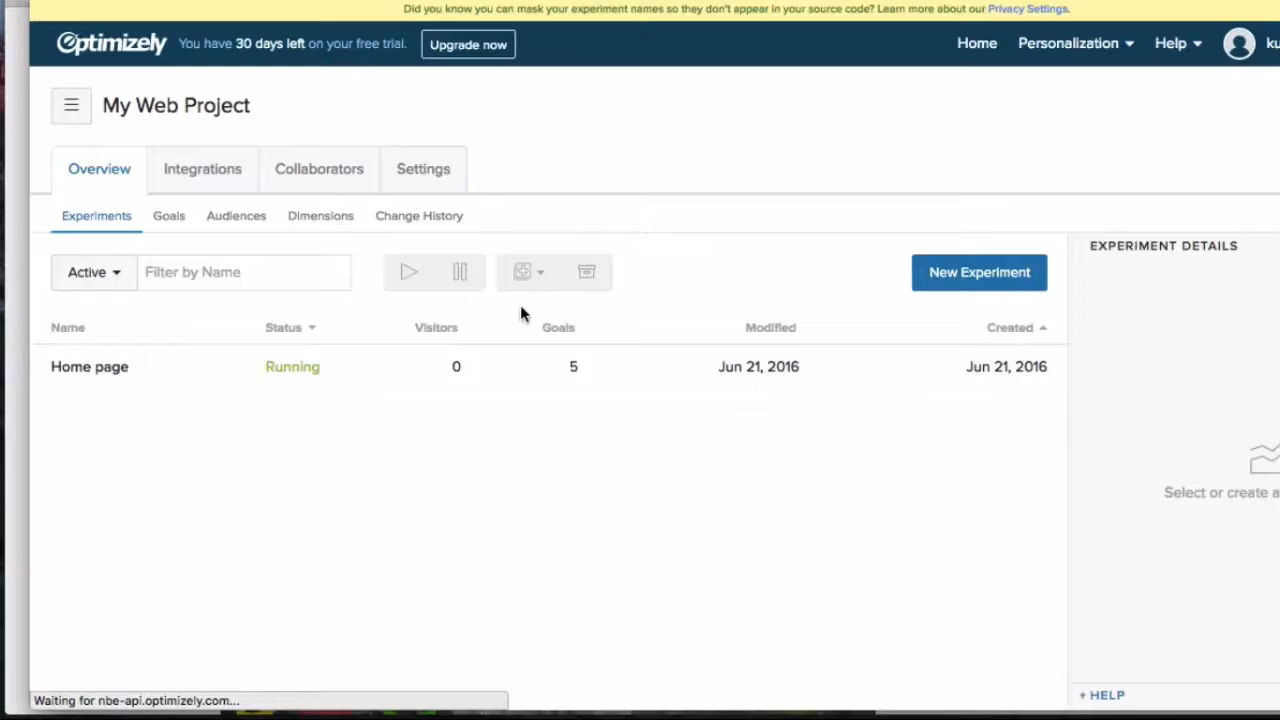 Did you know you can mask your experiment names so they don't appear in your source code? Learn more about our Privacy Settings.
Optimizely You have 30 days left on your free trial. Upgrade now Home Personalization Help ku
My Web Project
Overview Integrations Collaborators Settings
Experiments Goals Audiences Dimensions Change History
EXPERIMENT DETAILS
Active Filter by Name New Experiment
Name Status Visitors Goals Modified Created
Home page Running 0 5 Jun 21, 2016 Jun 21, 2016
Select or create a
+ HELP
Waiting for nbe-api.optimizely.com...